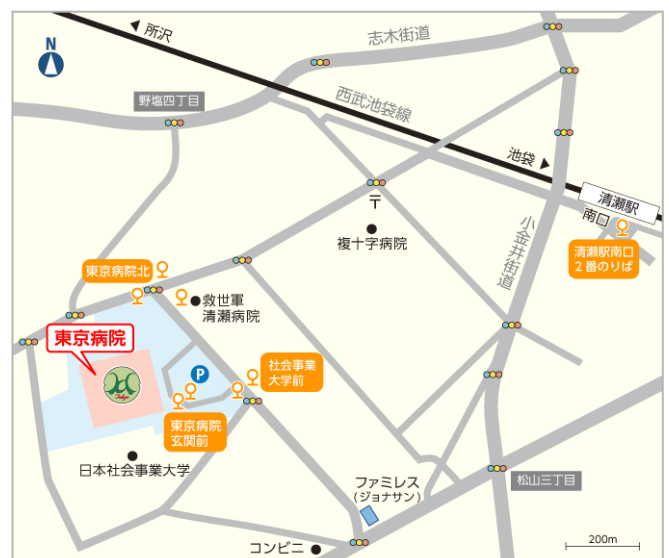 所沢
志木街道
N
野塩四丁目
西武池袋線
池袋
清瀬駅
南口
〒
小金井街道
複十字病院
清瀬駅南口
2番のりば
東京病院北
救世軍
清瀬病院
東京病院
P
社会事業
大学前
東京病院
玄関前
日本社会事業大学
ファミレス
(ジョナサン)
松山三丁目
コンビニ
200m